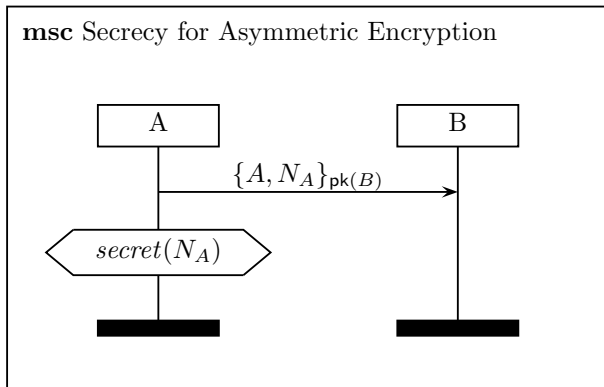 msc Secrecy for Asymmetric Encryption
A
B
{A, N_A}_pk(B)
secret(N_A)